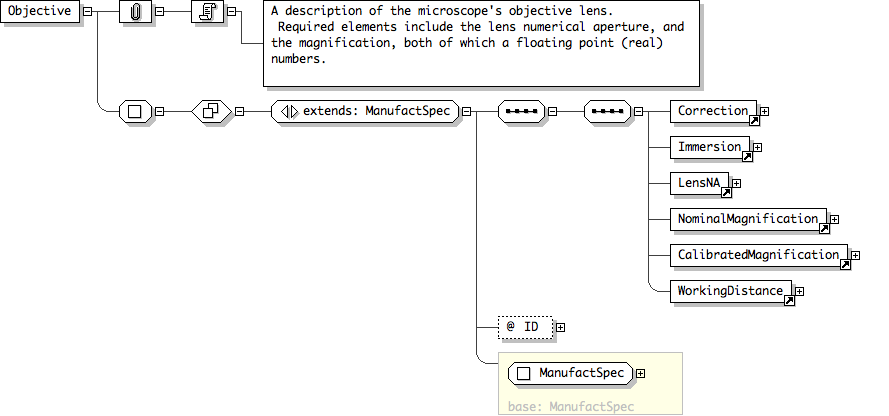 Objective
A description of the microscope's objective lens.
Required elements include the lens numerical aperture, and
the magnification, both of which a floating point (real)
numbers.
extends: ManufactSpec
Correction
Immersion
LensNA
NominalMagnification
CalibratedMagnification
WorkingDistance
@ ID
ManufactSpec
base: ManufactSpec